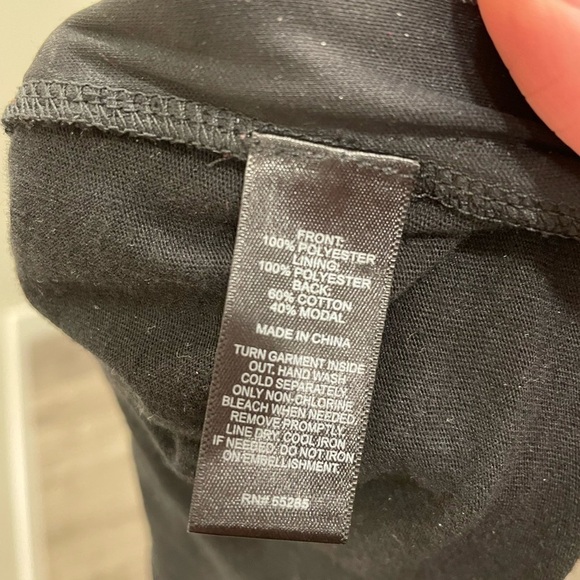 FRONT:
100% POLYESTER
LINING:
100% POLYESTER
BACK:
60% COTTON
40% MODAL
MADE IN CHINA
TURN GARMENT INSIDE
OUT. HAND WASH
COLD SEPARATELY.
ONLY NON-CHLORINE
BLEACH WHEN NEEDED
REMOVE PROMPTLY.
LINE DRY. COOL IRON
IF NEEDED. DO NOT IRON
ON EMBELLISHMENT.
RN# 55285